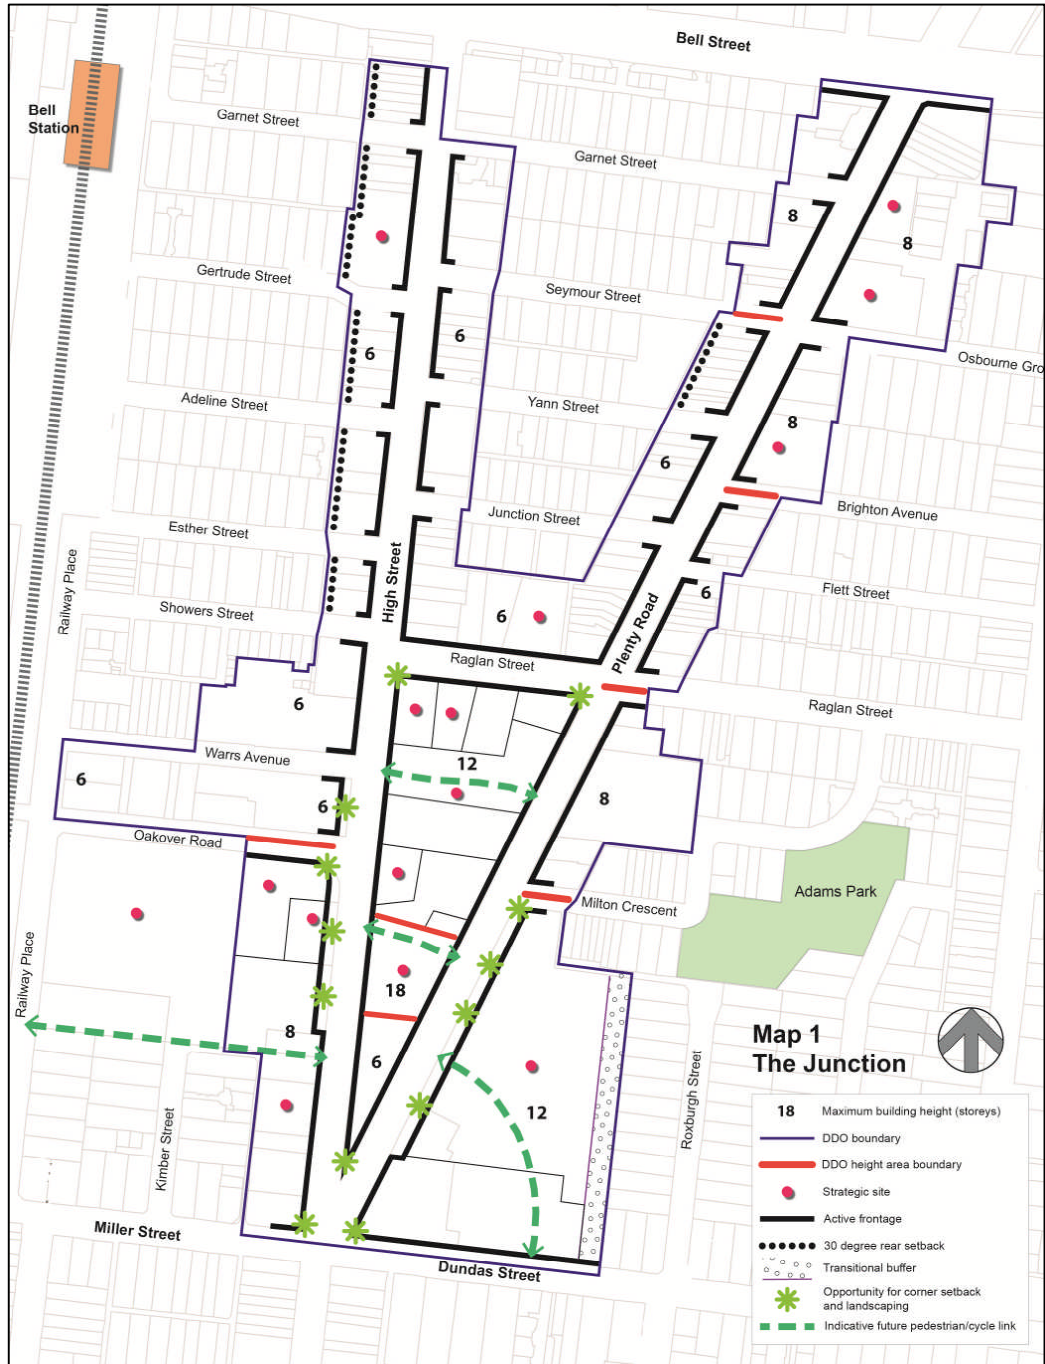 Bell Street
Bell
Station
Garnet Street
Garnet Street
8
8
Gertrude Street
Seymour Street
6
6
Osbourne Gro
Adeline Street
Yann Street
8
6
Junction Street
Brighton Avenue
Esther Street
High Street
Railway Place
Flett Street
6
Showers Street
6
Plenty Road
Raglan Street
Raglan Street
6
Warrs Avenue
12
6
6
8
Oakover Road
Adams Park
Milton Crescent
Railway Place
18
8
6
Map 1
The Junction
Roxburgh Street
12
Kimber Street
Miller Street
Dundas Street
18 Maximum building height (storeys)
DDO boundary
DDO height area boundary
Strategic site
Active frontage
30 degree rear setback
Transitional buffer
Opportunity for corner setback
and landscaping
Indicative future pedestrian/cycle link